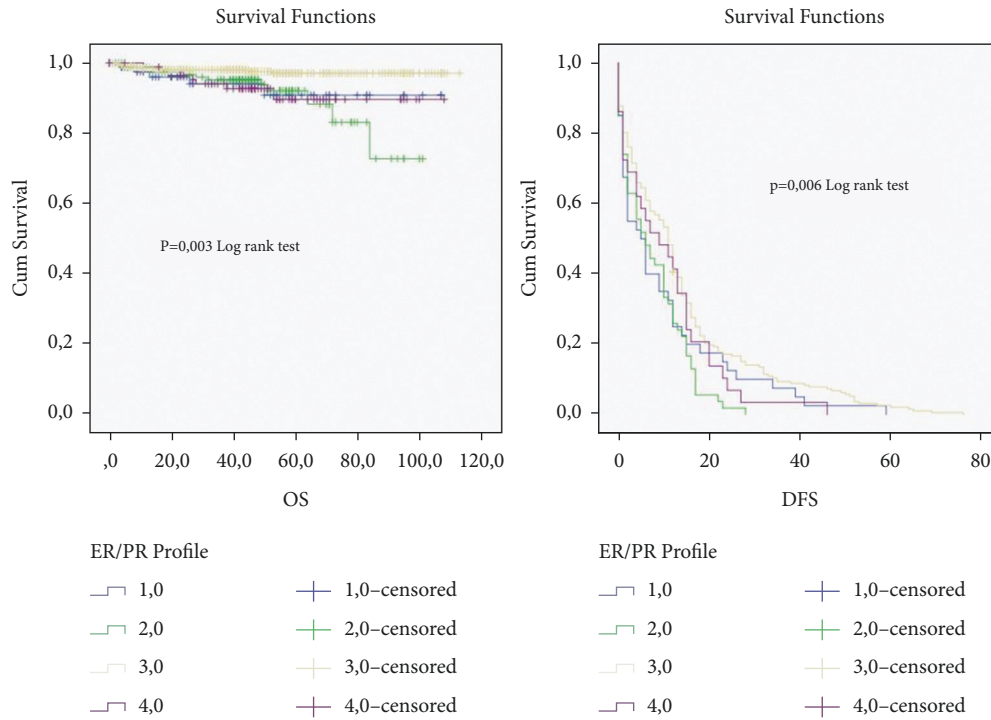 Survival Functions
1,0
0,8
0,6
0,4
0,2
0,0
Cum Survival
P=0,003 Log rank test
,0 20,0 40,0 60,0 80,0 100,0 120,0
OS
ER/PR Profile
1,0 1,0–censored
2,0 2,0–censored
3,0 3,0–censored
4,0 4,0–censored
Survival Functions
1,0
0,8
0,6
0,4
0,2
0,0
Cum Survival
p=0,006 Log rank test
0 20 40 60 80
DFS
ER/PR Profile
1,0 1,0–censored
2,0 2,0–censored
3,0 3,0–censored
4,0 4,0–censored